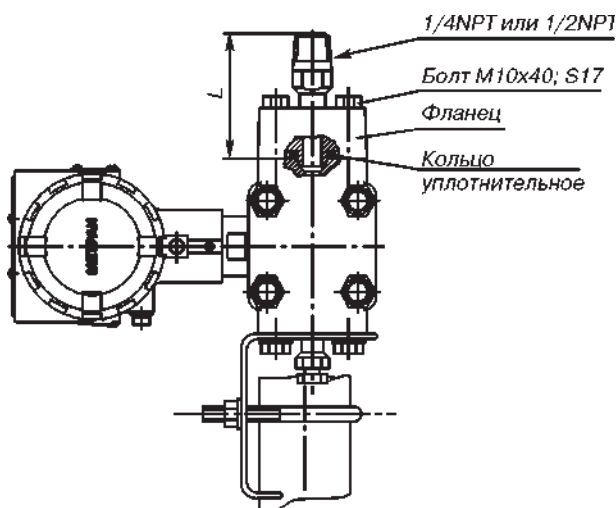 1/4NPT или 1/2NPT
Болт М10х40; S17
Фланец
Кольцо
уплотнительное
L